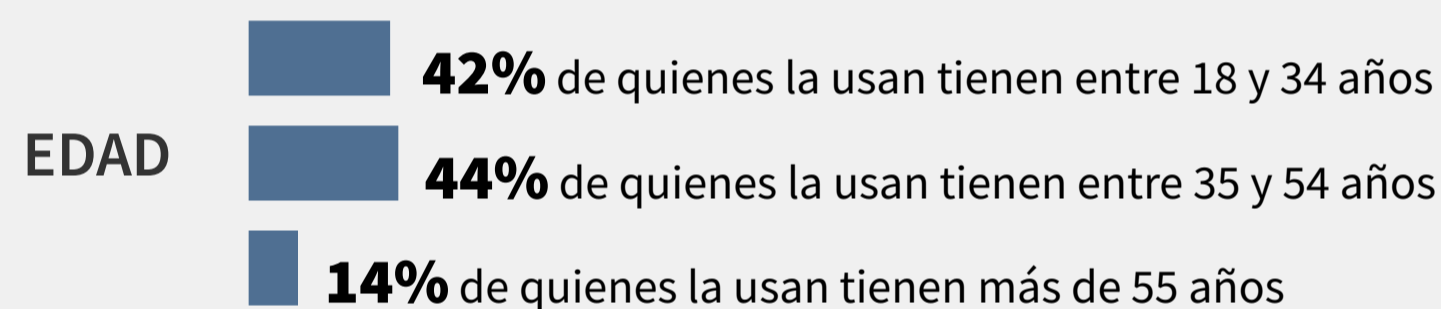 42% de quienes la usan tienen entre 18 y 34 años
EDAD
44% de quienes la usan tienen entre 35 y 54 años
14% de quienes la usan tienen más de 55 años